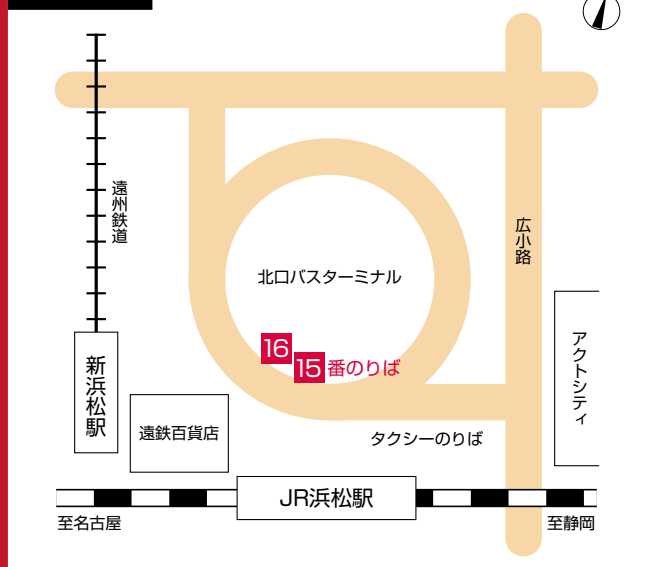 遠州鉄道
広小路
北口バスターミナル
アクトシティ
16
15番のりば
新浜松駅
遠鉄百貨店
タクシーのりば
JR浜松駅
至名古屋
至静岡